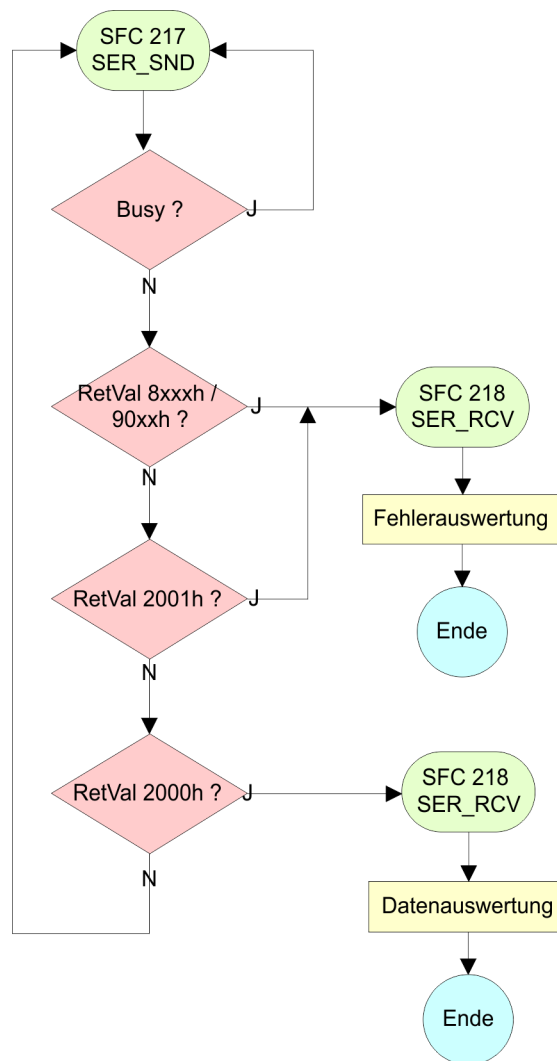 SFC 217
SER_SND
Busy ?
J
N
RetVal 8xxxh /
90xxh ?
J
SFC 218
SER_RCV
N
Fehlerauswertung
RetVal 2001h ?
J
Ende
N
RetVal 2000h ?
J
SFC 218
SER_RCV
N
Datenauswertung
Ende